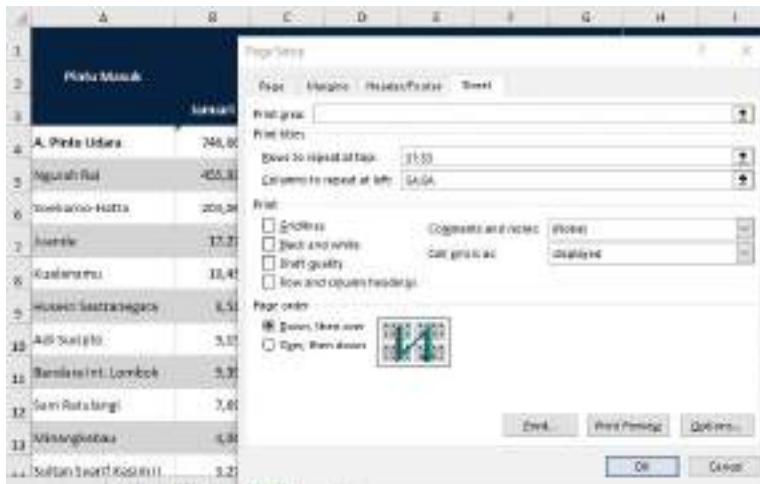 A B C D E F G H I
1
2 Pintu Masuk
3 Januari
4 A. Pintu Udara
5 Ngurah Rai
6 Soekarno-Hatta
7 Juanda
8 Kualanamu
9 Husein Sastranegara
10 Adi Sucipto
11 Bandara Int. Lombok
12 Sam Ratulangi
13 Minangkabau
Sultan Syarif Kasim II
Page Setup ? X
Page Margins Header/Footer Sheet
Print area:
Print titles
Rows to repeat at top: $1:$3
Columns to repeat at left: $A:$A
Print
Gridlines
Black and white
Draft quality
Row and column headings
Comments and notes: (None)
Cell errors as: displayed
Page order
Down, then over
Over, then down
Print... Print Preview Options...
OK Cancel